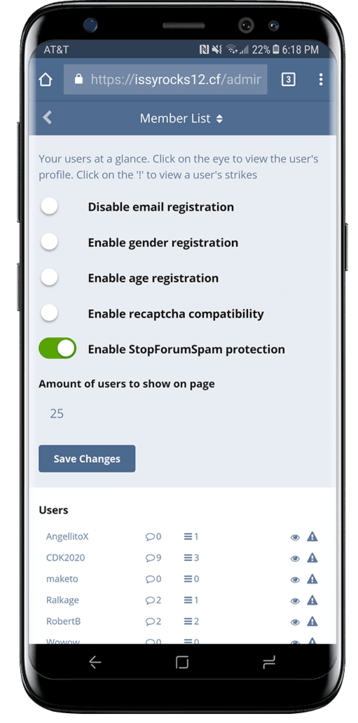 AT&T 22% 6:18 PM
https://issyrocks12.cf/admir 3
Member List
Your users at a glance. Click on the eye to view the user's
profile. Click on the '!' to view a user's strikes
Disable email registration
Enable gender registration
Enable age registration
Enable recaptcha compatibility
Enable StopForumSpam protection
Amount of users to show on page
25
Save Changes
Users
AngellitoX 0 1
CDK2020 9 3
maketo 0 0
Ralkage 2 1
RobertB 2 2
Wowow 0 0